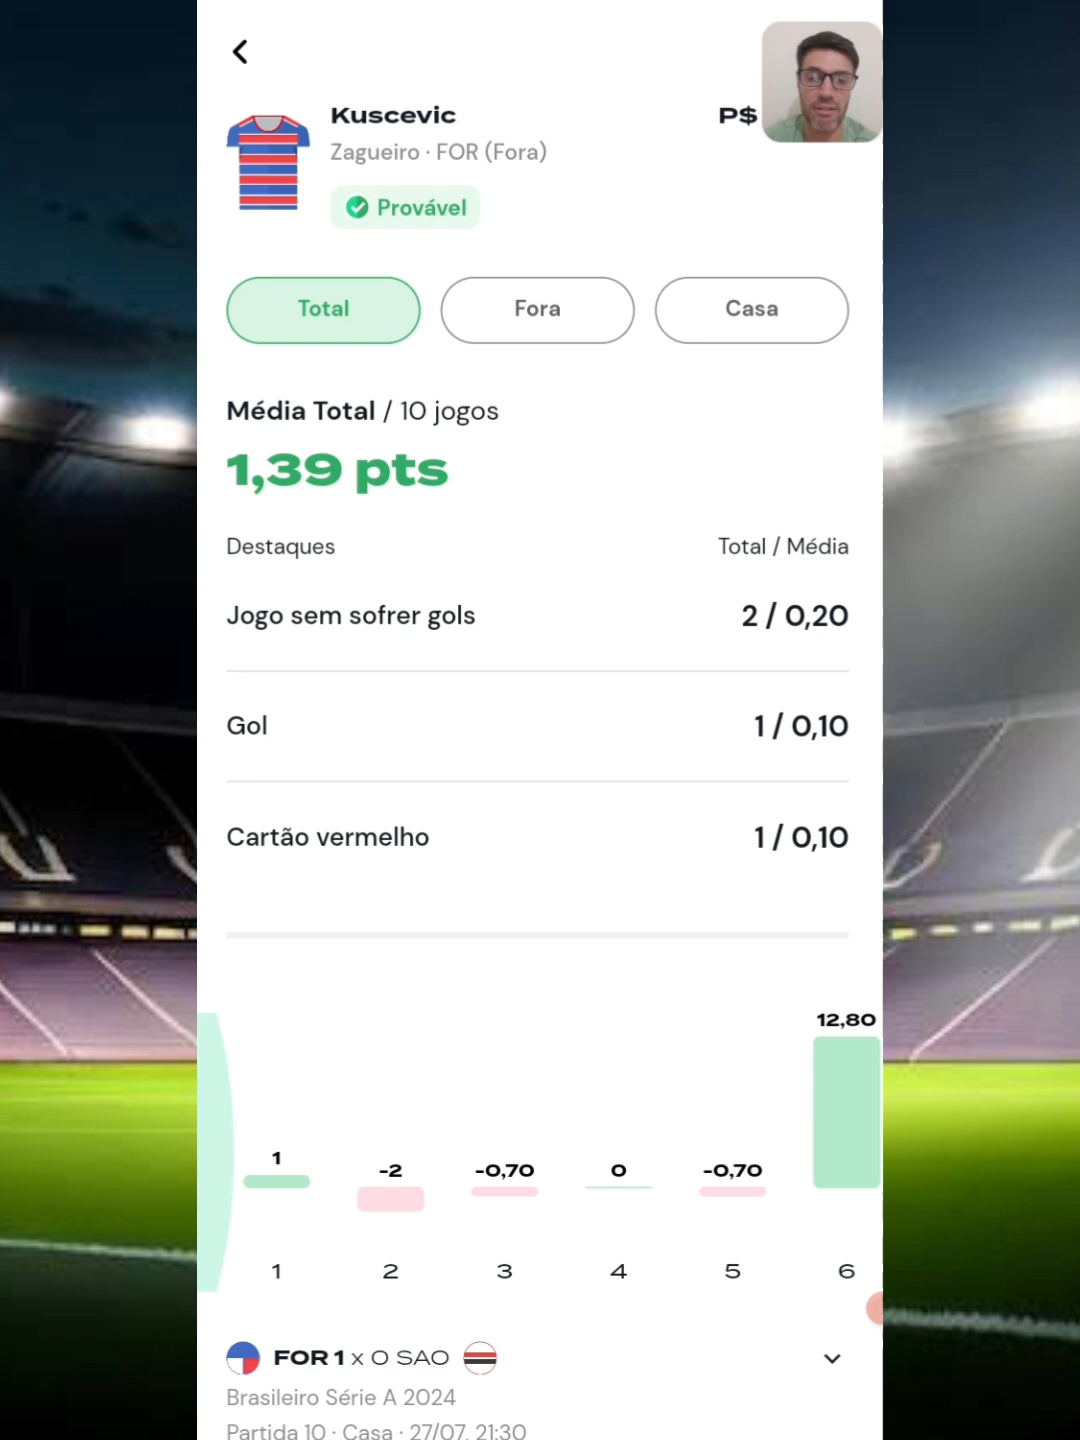 Kuscevic
P$
Zagueiro · FOR (Fora)
Provável
Total
Fora
Casa
Média Total / 10 jogos
1,39 pts
Destaques
Total / Média
Jogo sem sofrer gols
2 / 0,20
Gol
1 / 0,10
Cartão vermelho
1 / 0,10
12,80
1
-2
-0,70
0
-0,70
1
2
3
4
5
6
FOR 1 x 0 SAO
Brasileiro Série A 2024
Partida 10 · Casa · 27/07, 21:30